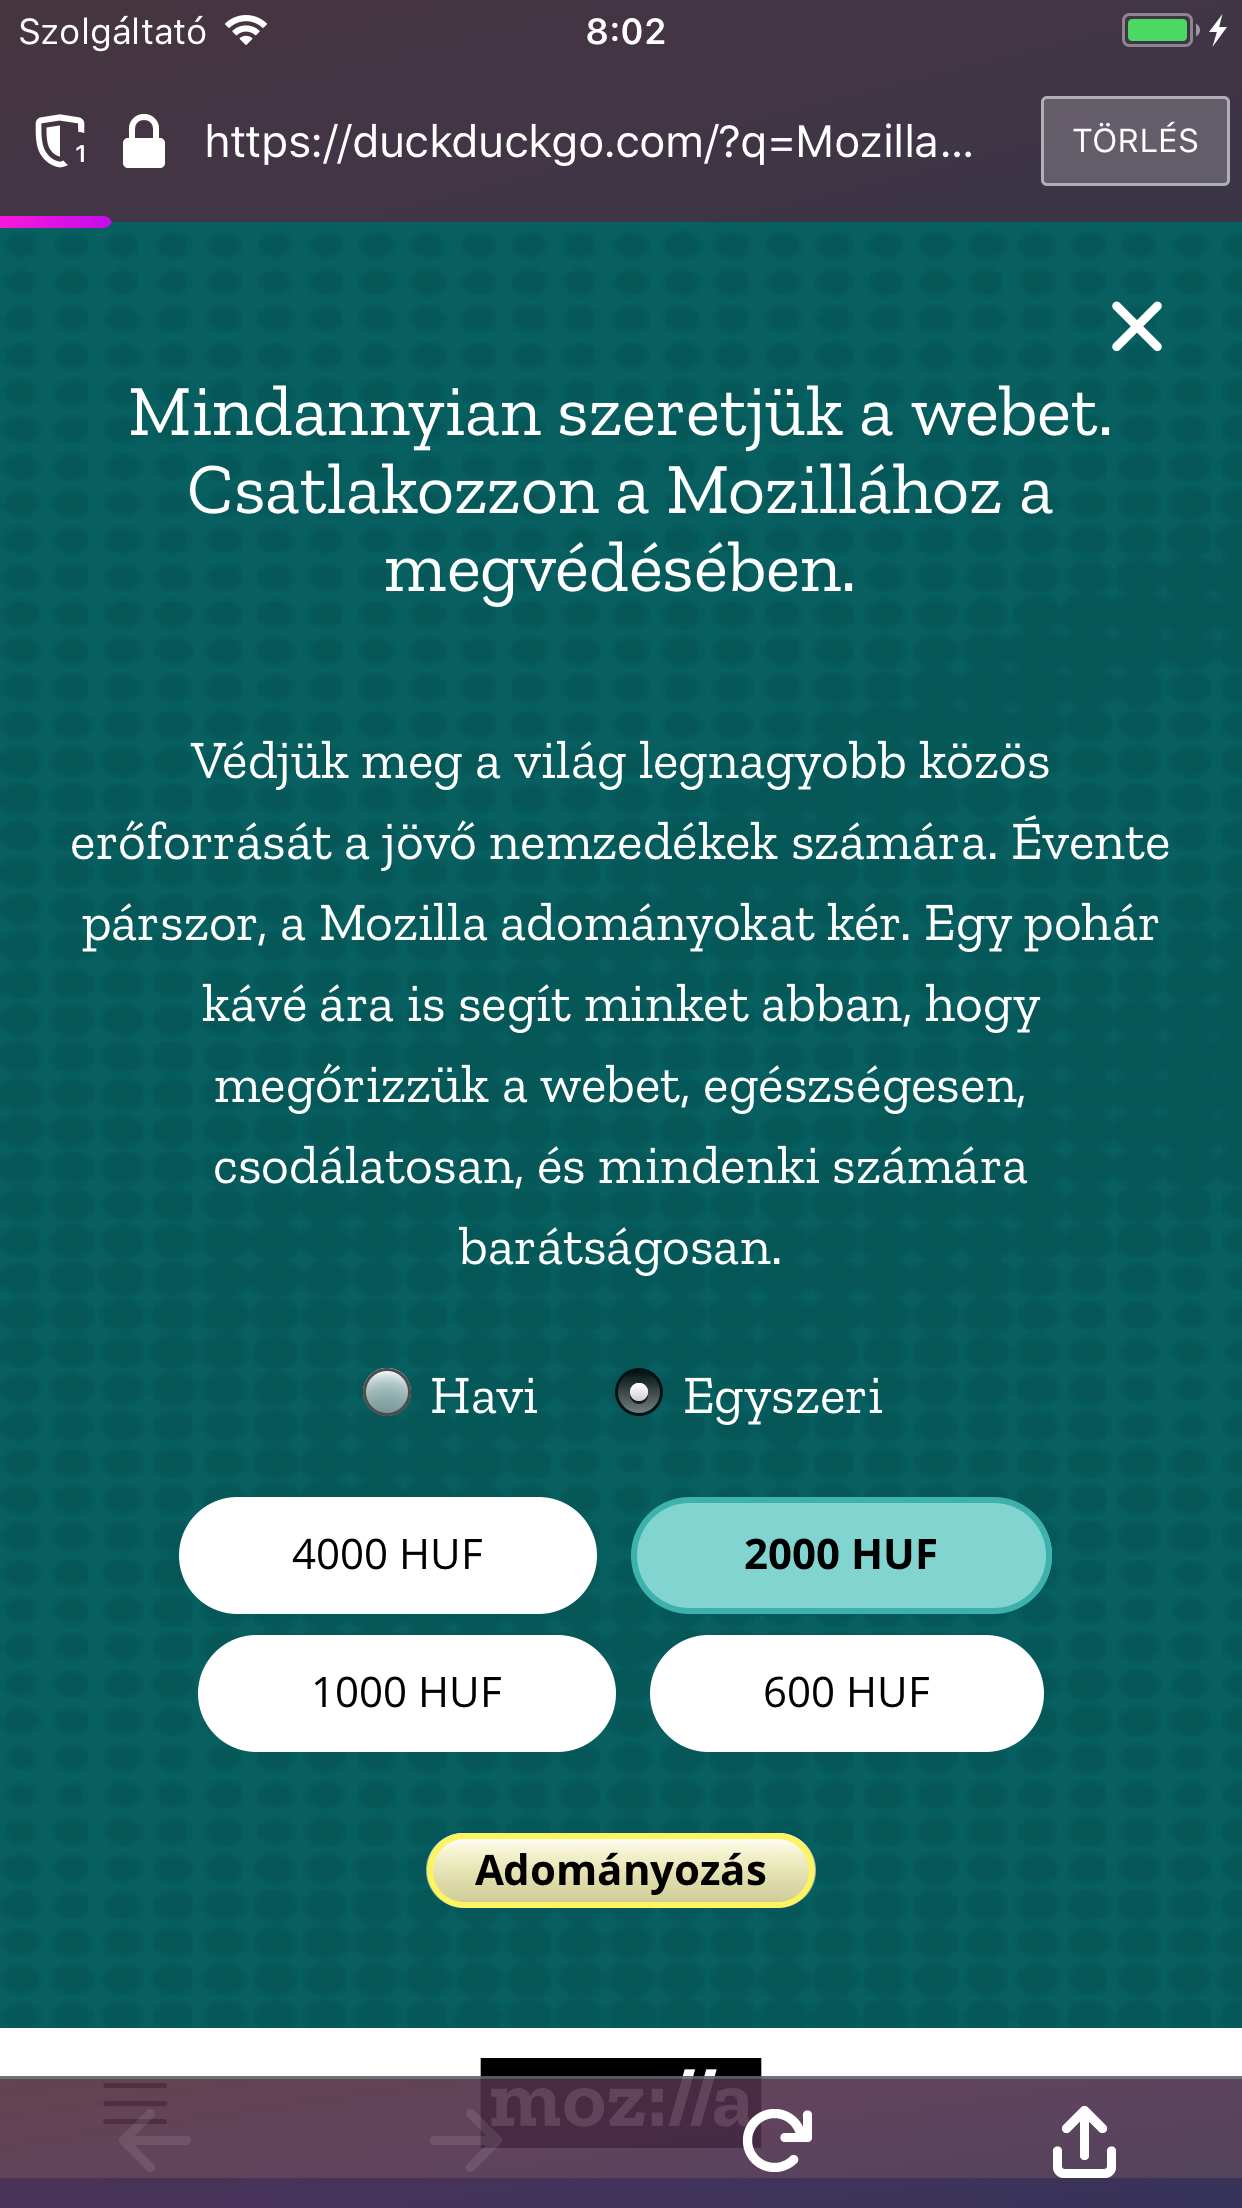 Szolgáltató 8:02
1 https://duckduckgo.com/?q=Mozilla... TÖRLÉS
Mindannyian szeretjük a webet.
Csatlakozzon a Mozillához a
megvédésében.
Védjük meg a világ legnagyobb közös
erőforrását a jövő nemzedékek számára. Évente
párszor, a Mozilla adományokat kér. Egy pohár
kávé ára is segít minket abban, hogy
megőrizzük a webet, egészségesen,
csodálatosan, és mindenki számára
barátságosan.
Havi Egyszeri
4000 HUF 2000 HUF
1000 HUF 600 HUF
Adományozás
moz://a